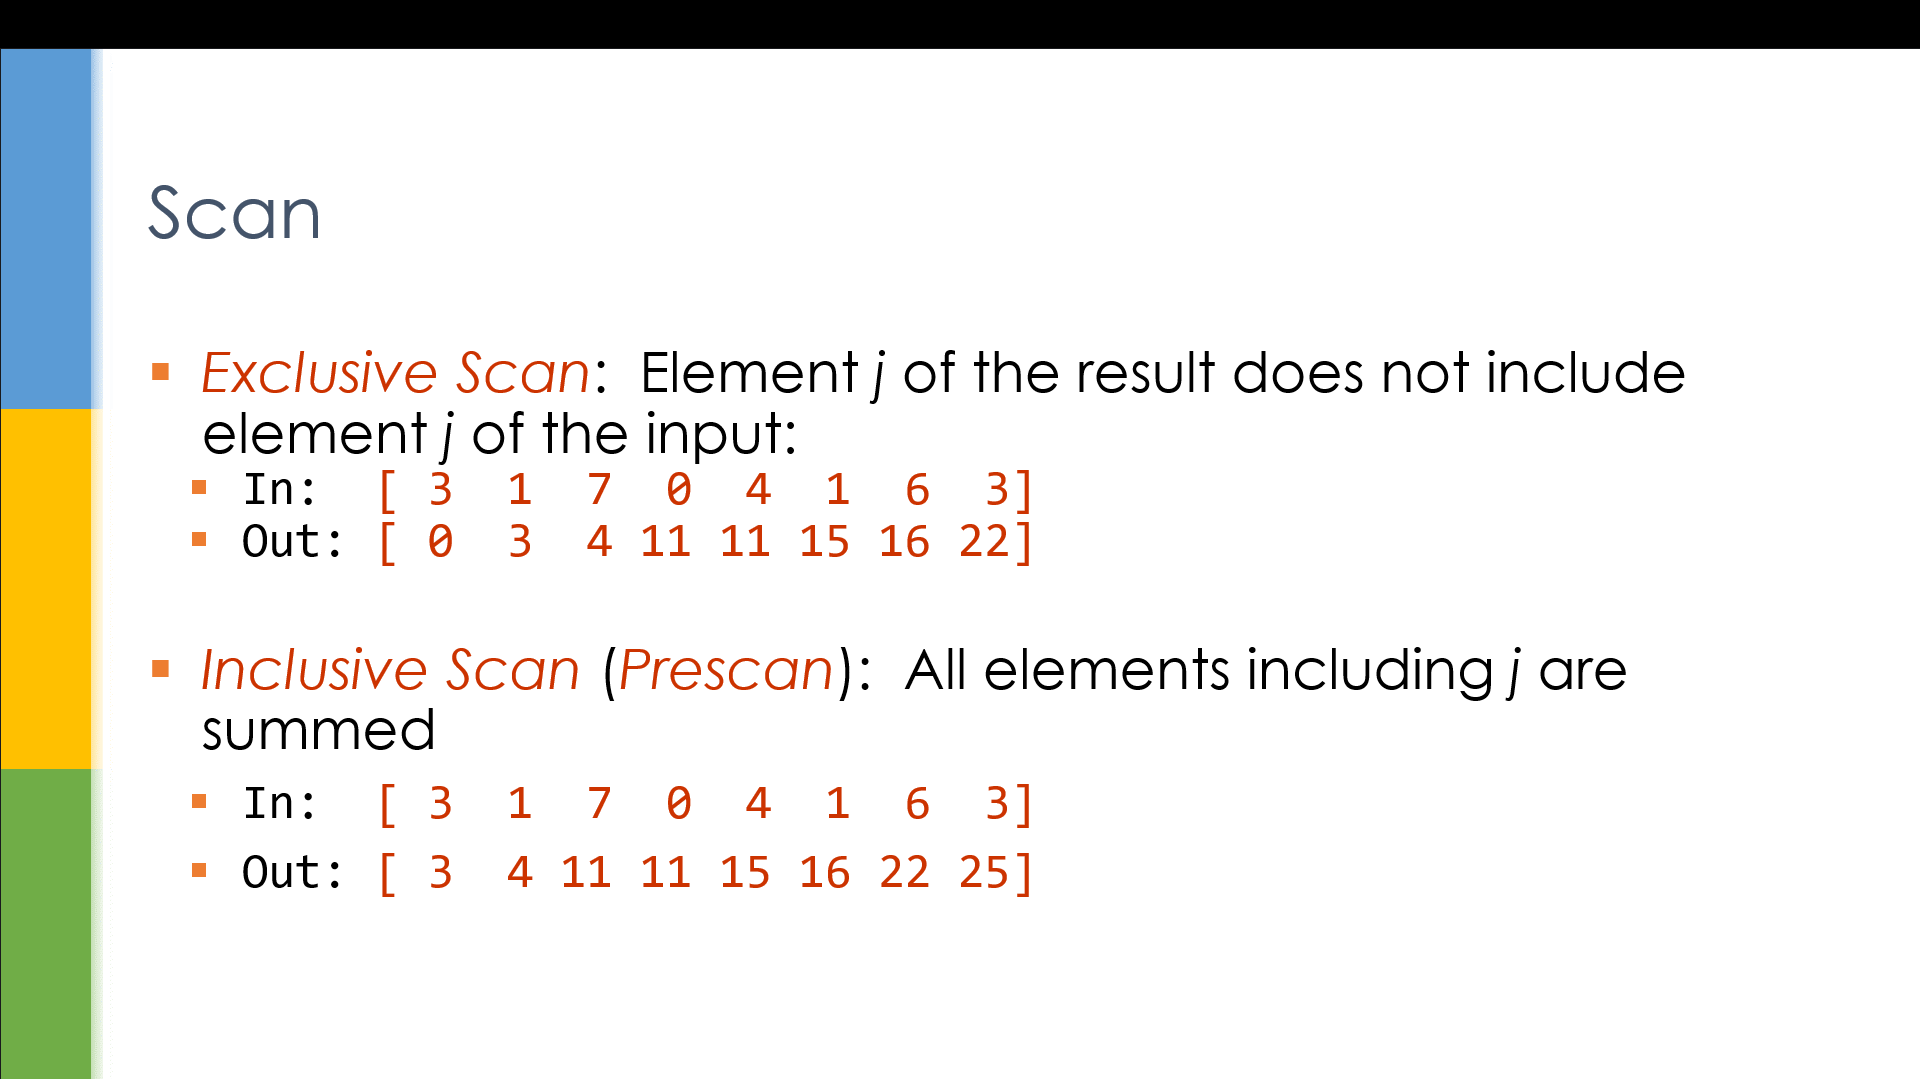 Scan
Exclusive Scan: Element j of the result does not include
element j of the input:
In: [ 3 1 7 0 4 1 6 3]
Out: [ 0 3 4 11 11 15 16 22]
Inclusive Scan (Prescan): All elements including j are
summed
In: [ 3 1 7 0 4 1 6 3]
Out: [ 3 4 11 11 15 16 22 25]